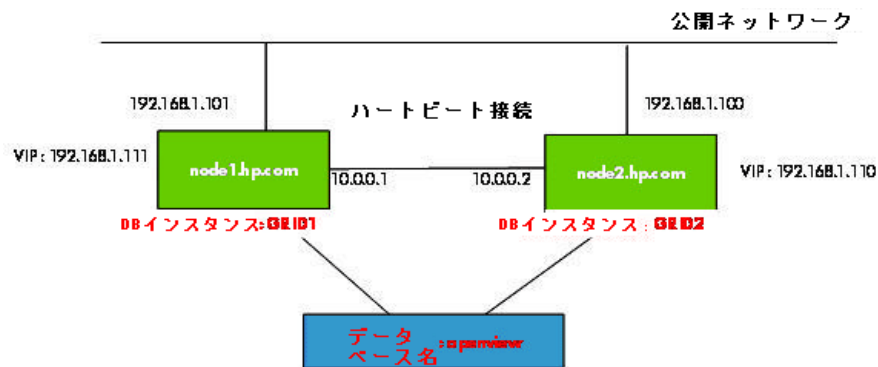 公開ネットワーク
192.168.1.101
ハートビート接続
192.168.1.100
VIP: 192.168.1.111
node1.hp.com
node2.hp.com
VIP: 192.168.1.110
10.0.0.1
10.0.0.2
DBインスタンス:
DBインスタンス:
データ
ベース名